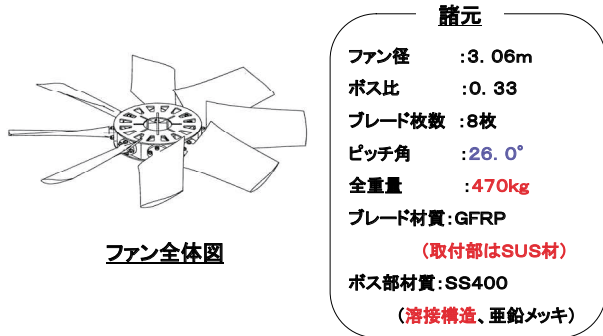 諸元
ファン径　　:3. 06m
ボス比　　　:0. 33
ブレード枚数 :8枚
ピッチ角　　:26. 0°
全重量　　　:470kg
ブレード材質:GFRP
（取付部はSUS材）
ボス部材質:SS400
（溶接構造、亜鉛メッキ）
ファン全体図